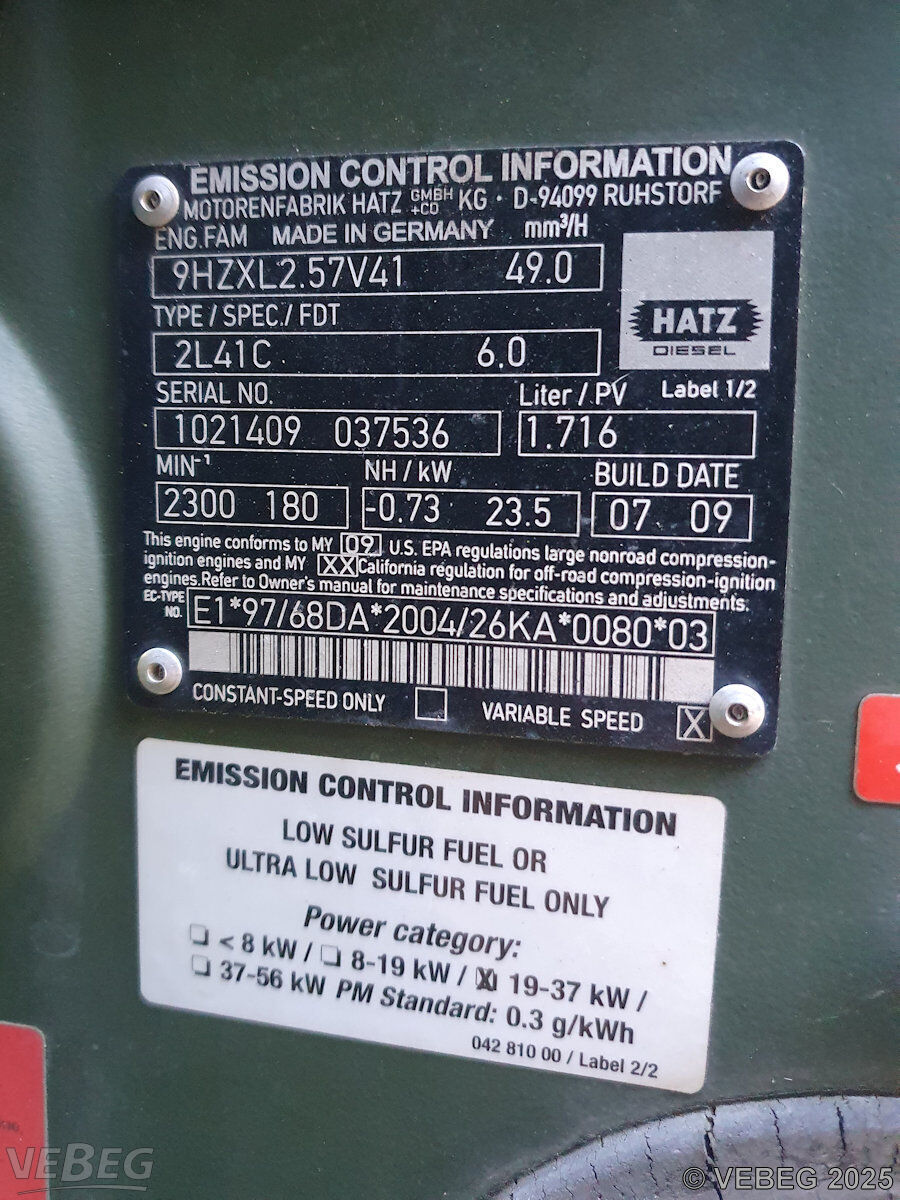 EMISSION CONTROL INFORMATION
MOTORENFABRIK HATZ GMBH +CO KG · D-94099 RUHSTORF
ENG.FAM MADE IN GERMANY mm³/H
9HZXL2.57V41 49.0
HATZ
DIESEL
TYPE / SPEC./ FDT
2L41C 6.0
SERIAL NO. Liter / PV Label 1/2
1021409 037536 1.716
MIN⁻¹ NH / kW BUILD DATE
2300 180 -0.73 23.5 07 09
This engine conforms to MY 09 U.S. EPA regulations large nonroad compression-
ignition engines and MY XX California regulation for off-road compression-ignition
engines.Refer to Owner's manual for maintenance specifications and adjustments.
EC-TYPE NO. E1*97/68DA*2004/26KA*0080*03
CONSTANT-SPEED ONLY VARIABLE SPEED X
EMISSION CONTROL INFORMATION
LOW SULFUR FUEL OR
ULTRA LOW SULFUR FUEL ONLY
Power category:
☐ < 8 kW / ☐ 8-19 kW / ☒ 19-37 kW /
☐ 37-56 kW PM Standard: 0.3 g/kWh
042 810 00 / Label 2/2
VEBEG
© VEBEG 2025